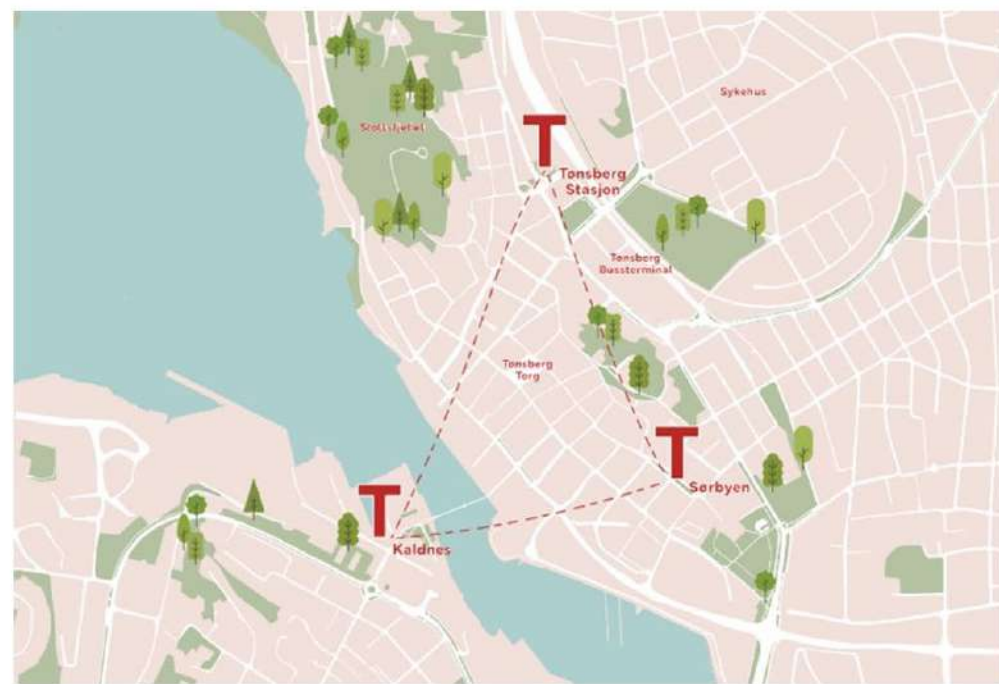 Sykehus
Slottsfjellet
T
Tønsberg
Stasjon
Tønsberg
Bussterminal
Tønsberg
Torg
T
Sørbyen
T
Kaldnes